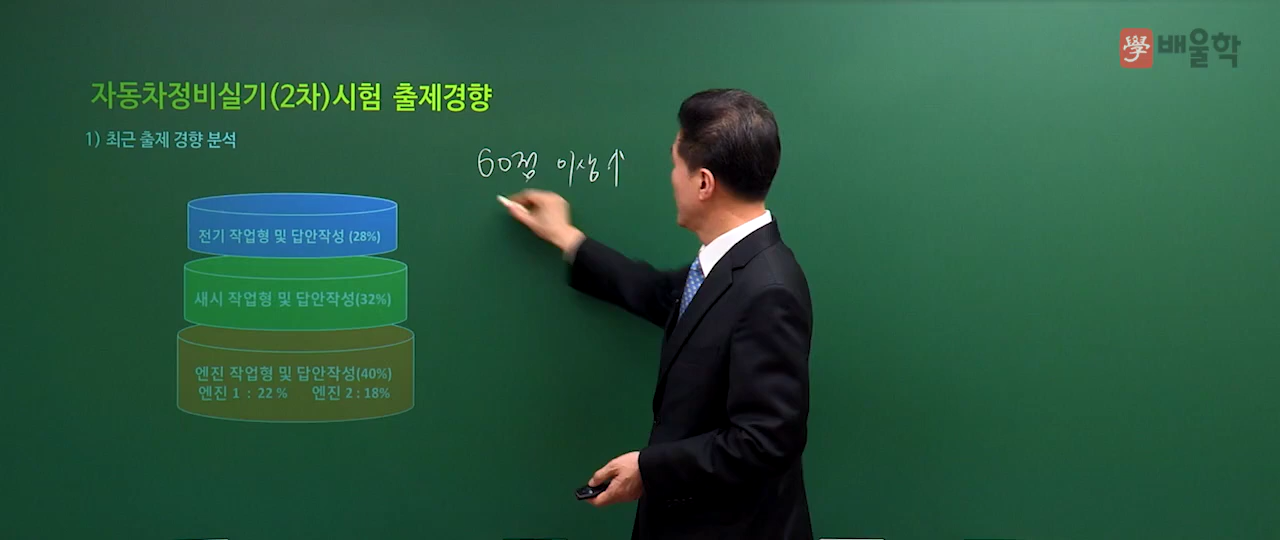 學 배울학
자동차정비실기(2차)시험 출제경향
1) 최근 출제 경향 분석
60점 이상↑
전기 작업형 및 답안작성 (28%)
새시 작업형 및 답안작성(32%)
엔진 작업형 및 답안작성(40%)
엔진 1 : 22 % 엔진 2 : 18%